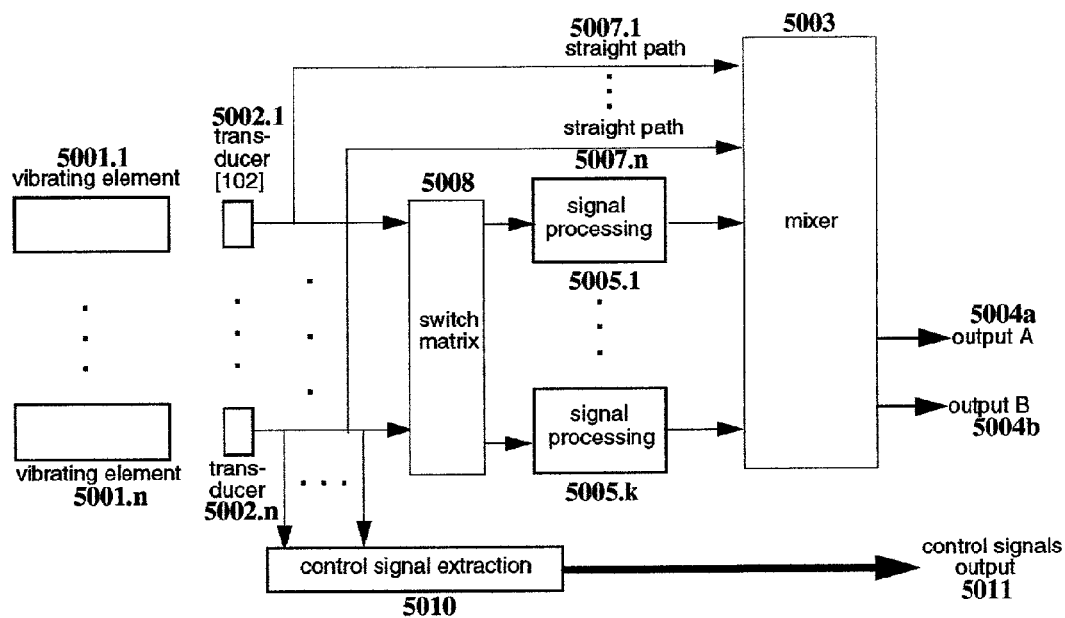 5007.1
straight path
5003
5002.1
trans-
ducer
[102]
straight path
5007.n
5001.1
vibrating element
5008
signal
processing
5005.1
mixer
switch
matrix
5004a
output A
output B
5004b
signal
processing
5005.k
vibrating element
5001.n
trans-
ducer
5002.n
control signal extraction
5010
control signals
output
5011